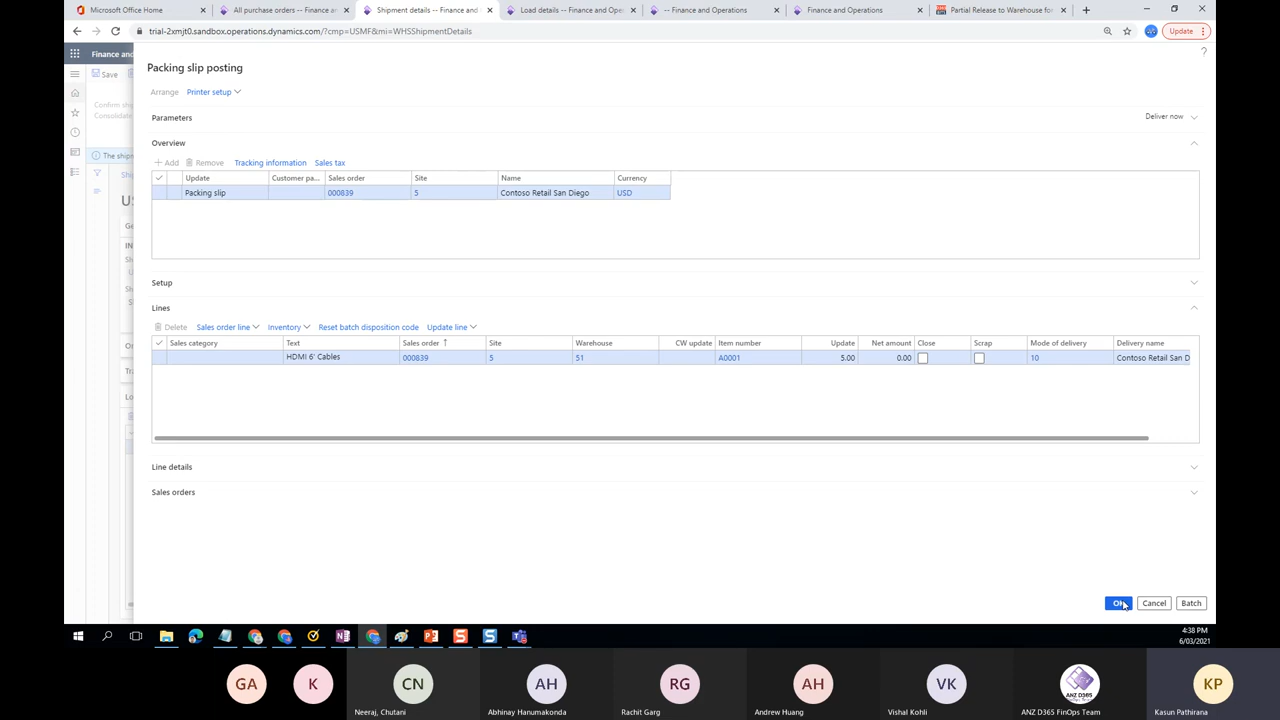 Microsoft Office Home
All purchase orders -- Finance an
Shipment details -- Finance and
Load details -- Finance and Ope
-- Finance and Operations
Finance and Operations
Partial Release to Warehouse fo
trial-2xmjt0.sandbox.operations.dynamics.com/?cmp=USMF&mi=WHSShipmentDetails
Update
Finance and
Save
Confirm sh
Consolidate
The shipm
Packing slip posting
Arrange Printer setup
Parameters Deliver now
Overview
Add Remove Tracking information Sales tax
Update Customer pa... Sales order Site Name Currency
Packing slip 000839 5 Contoso Retail San Diego USD
Setup
Lines
Delete Sales order line Inventory Reset batch disposition code Update line
Sales category Text Sales order Site Warehouse CW update Item number Update Net amount Close Scrap Mode of delivery Delivery name
HDMI 6' Cables 000839 5 51 A0001 5.00 0.00 10 Contoso Retail San D
Line details
Sales orders
Cancel Batch
4:38 PM
6/03/2021
GA K CN AH RG AH VK KP
Neeraj, Chutani Abhinay Hanumakonda Rachit Garg Andrew Huang Vishal Kohli ANZ D365 FinOps Team Kasun Pathirana